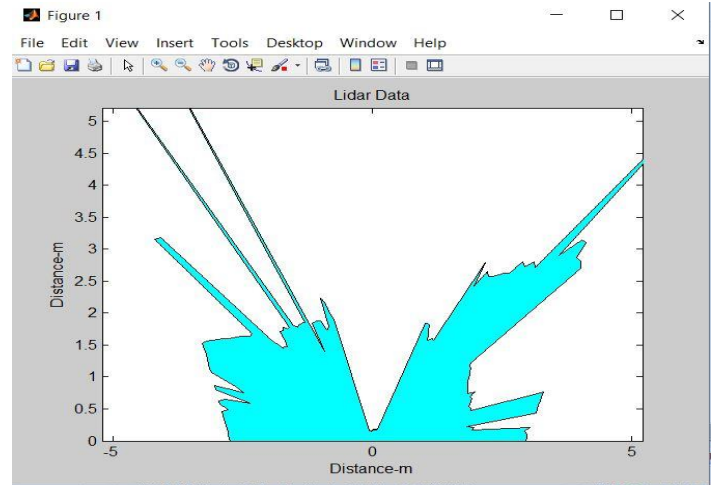 Figure 1
File Edit View Insert Tools Desktop Window Help
Lidar Data
5
4.5
4
3.5
3
2.5
2
1.5
1
0.5
0
Distance-m
-5 0 5
Distance-m